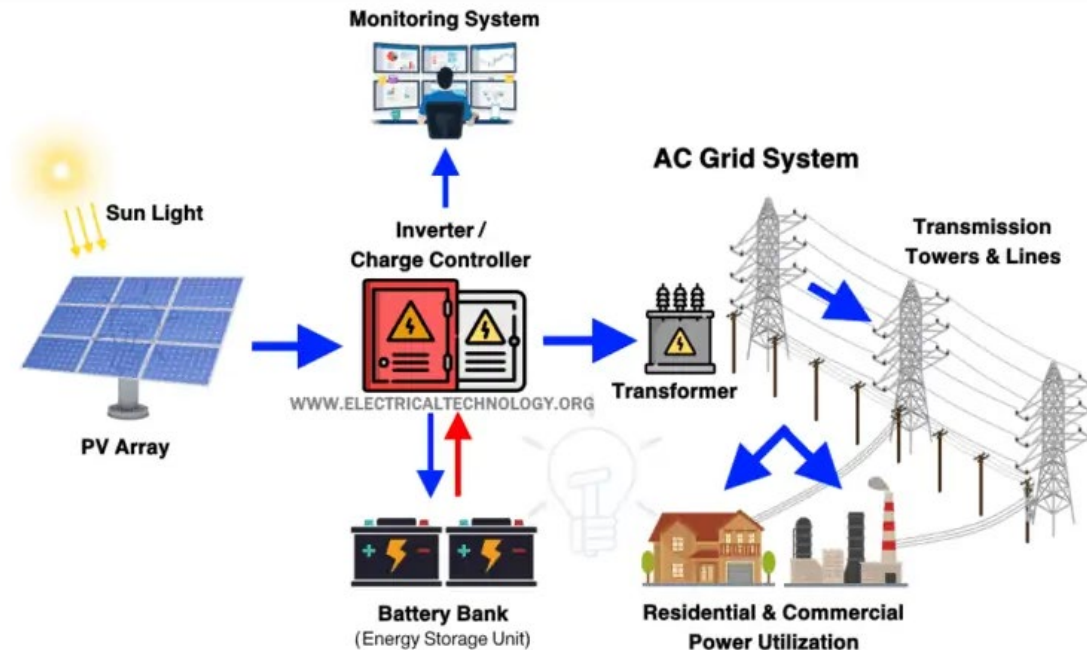 Monitoring System
AC Grid System
Sun Light
Transmission
Towers & Lines
Inverter /
Charge Controller
Transformer
WWW.ELECTRICALTECHNOLOGY.ORG
PV Array
+ - + -
Battery Bank
(Energy Storage Unit)
Residential & Commercial
Power Utilization